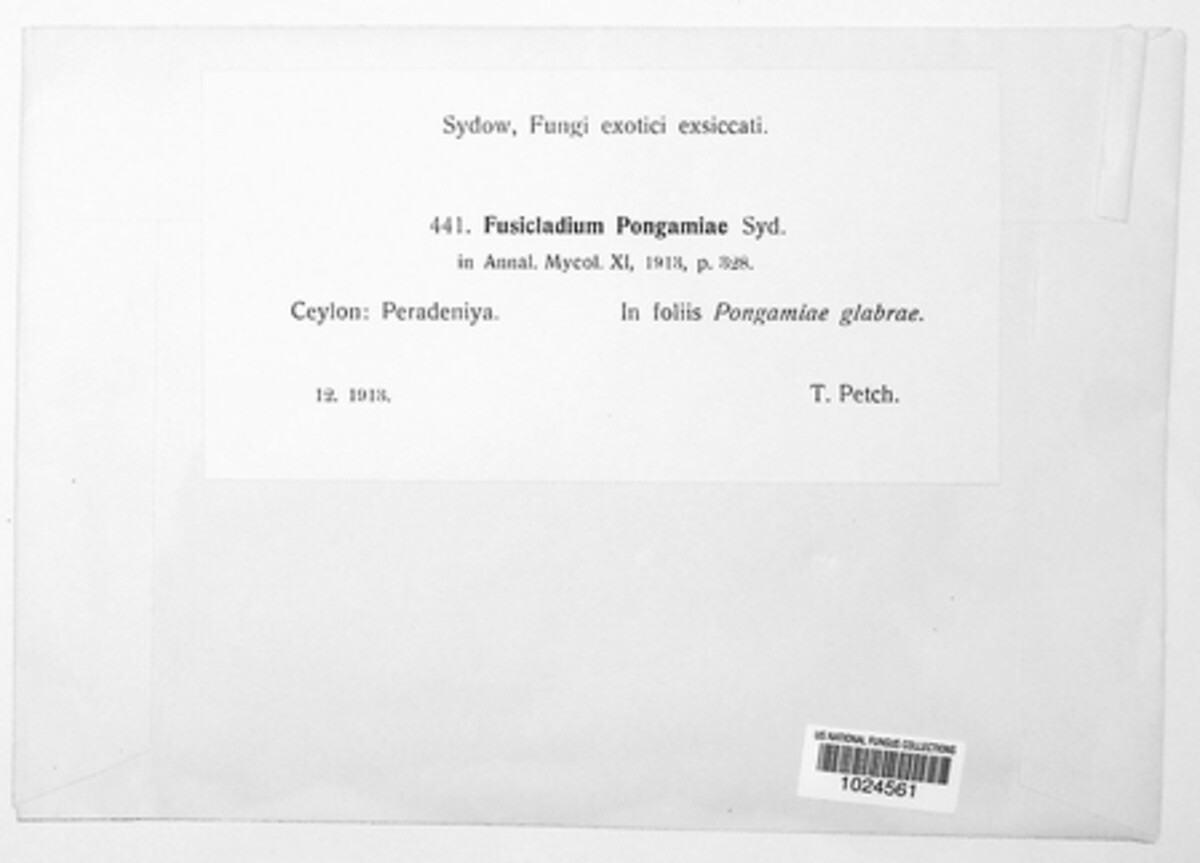 Sydow, Fungi exotici exsiccati.
441. Fusicladium Pongamiae Syd.
in Annal. Mycol. XI, 1913, p. 328.
Ceylon: Peradeniya. In foliis Pongamiae glabrae.
12. 1913. T. Petch.
US NATIONAL FUNGUS COLLECTIONS
1024561